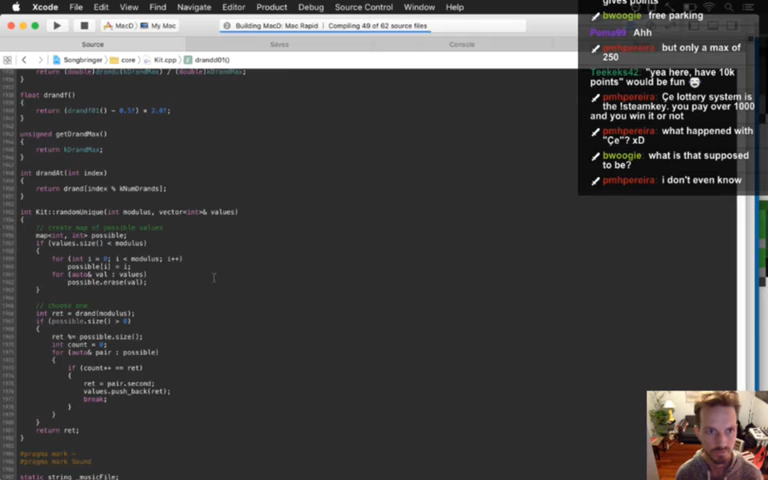 Xcode File Edit View Find Navigate Editor Product Debug Source Control Window Help
MacD My Mac
Building MacD: Mac Rapid | Compiling 49 of 62 source files
Source
Saves
Console
Songbringer core Kit.cpp drandd01()
float drandf()
{
return (drandf01() - 0.5f) * 2.0f;
}
unsigned getDrandMax()
{
return kDrandMax;
}
int drandAt(int index)
{
return drand[index % kNumDrands];
}
int Kit::randomUnique(int modulus, vector<int>& values)
{
// Create map of possible values
map<int, int> possible;
if (values.size() < modulus)
{
for (int i = 0; i < modulus; i++)
possible[i] = i;
for (auto& val : values)
possible.erase(val);
}
// Choose one
int ret = drand(modulus);
if (possible.size() > 0)
{
ret %= possible.size();
int count = 0;
for (auto& pair : possible)
{
if (count++ == ret)
{
ret = pair.second;
values.push_back(ret);
break;
}
}
}
return ret;
}
#pragma mark -
#pragma mark Sound
static string _musicFile;
gives points
bwoogie: free parking
Ahh
pmhpereira: but only a max of
250
Teekeks42: "yea here, have 10k
points" would be fun
pmhpereira: Çe lottery system is
the !steamkey. you pay over 1000
and you win it or not
pmhpereira: what happened with
"Çe"? xD
bwoogie: what is that supposed
to be?
pmhpereira: i don't even know